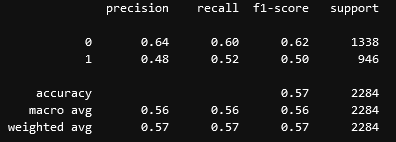 precision recall f1-score support
0 0.64 0.60 0.62 1338
1 0.48 0.52 0.50 946
accuracy 0.57 2284
macro avg 0.56 0.56 0.56 2284
weighted avg 0.57 0.57 0.57 2284